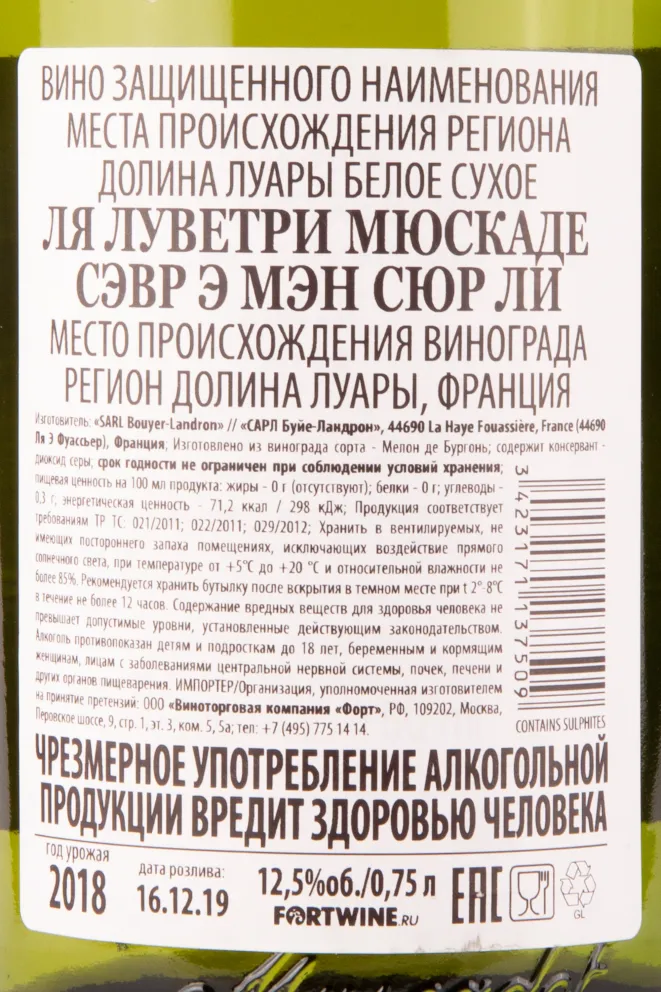 ВИНО ЗАЩИЩЕННОГО НАИМЕНОВАНИЯ
МЕСТА ПРОИСХОЖДЕНИЯ РЕГИОНА
ДОЛИНА ЛУАРЫ БЕЛОЕ СУХОЕ
ЛЯ ЛУВЕТРИ МЮСКАДЕ
СЭВР Э МЭН СЮР ЛИ
МЕСТО ПРОИСХОЖДЕНИЯ ВИНОГРАДА
РЕГИОН ДОЛИНА ЛУАРЫ, ФРАНЦИЯ
Изготовитель: «SARL Bouyer-Landron» // «САРЛ Буйе-Ландрон», 44690 La Haye Fouassière, France (44690
Ля Э Фуассьер), Франция; Изготовлено из винограда сорта - Мелон де Бургонь; содержит консервант -
диоксид серы; срок годности не ограничен при соблюдении условий хранения;
пищевая ценность на 100 мл продукта: жиры - 0 г (отсутствуют); белки - 0 г; углеводы -
0.3 г; энергетическая ценность - 71,2 ккал / 298 кДж; Продукция соответствует
требованиям ТР ТС: 021/2011; 022/2011; 029/2012; Хранить в вентилируемых, не
имеющих постороннего запаха помещениях, исключающих воздействие прямого
солнечного света, при температуре от +5°С до +20 °С и относительной влажности не
более 85%. Рекомендуется хранить бутылку после вскрытия в темном месте при t 2°-8°С
в течение не более 12 часов. Содержание вредных веществ для здоровья человека не
превышает допустимые уровни, установленные действующим законодательством.
Алкоголь противопоказан детям и подросткам до 18 лет, беременным и кормящим
женщинам, лицам с заболеваниями центральной нервной системы, почек, печени и
других органов пищеварения. ИМПОРТЕР/Организация, уполномоченная изготовителем
на принятие претензий: ООО «Виноторговая компания «Форт», РФ, 109202, Москва,
Перовское шоссе, 9, стр. 1, эт. 3, ком. 5, 5а; тел: +7 (495) 775 14 14.
3 423171 137509
CONTAINS SULPHITES
ЧРЕЗМЕРНОЕ УПОТРЕБЛЕНИЕ АЛКОГОЛЬНОЙ
ПРОДУКЦИИ ВРЕДИТ ЗДОРОВЬЮ ЧЕЛОВЕКА
год урожая
2018
дата розлива:
16.12.19
12,5%об./0,75 л
FORTWINE.RU
ЕАС
GL